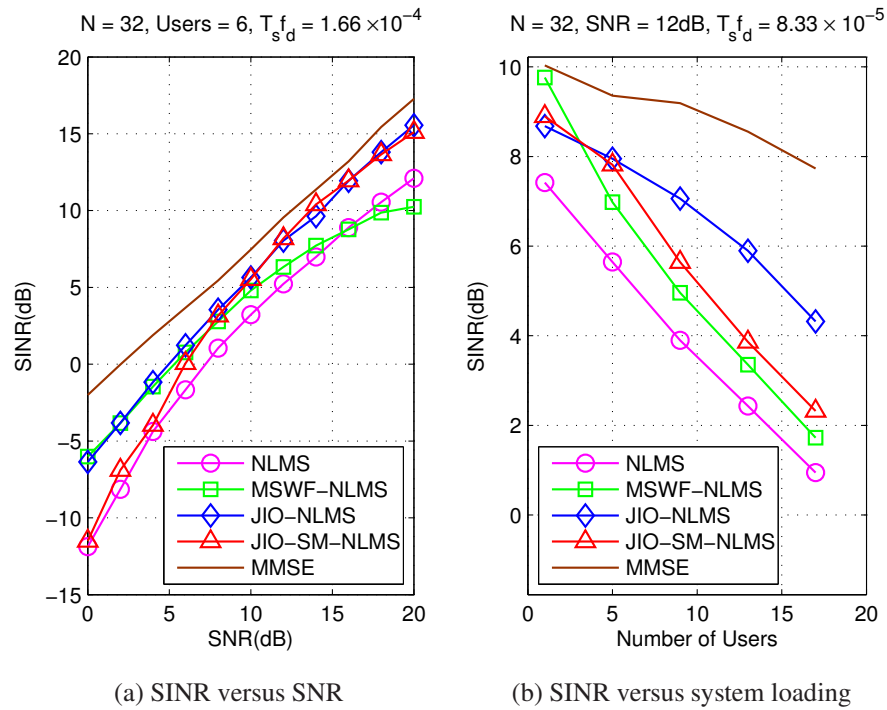 N = 32, Users = 6, T_s f_d = 1.66 ×10^-4
20
15
10
5
0
−5
−10
−15
SINR(dB)
0
5
10
15
20
SNR(dB)
NLMS
MSWF−NLMS
JIO−NLMS
JIO−SM−NLMS
MMSE
(a) SINR versus SNR
N = 32, SNR = 12dB, T_s f_d = 8.33 × 10^-5
10
8
6
4
2
0
SINR(dB)
0
5
10
15
20
Number of Users
NLMS
MSWF−NLMS
JIO−NLMS
JIO−SM−NLMS
MMSE
(b) SINR versus system loading